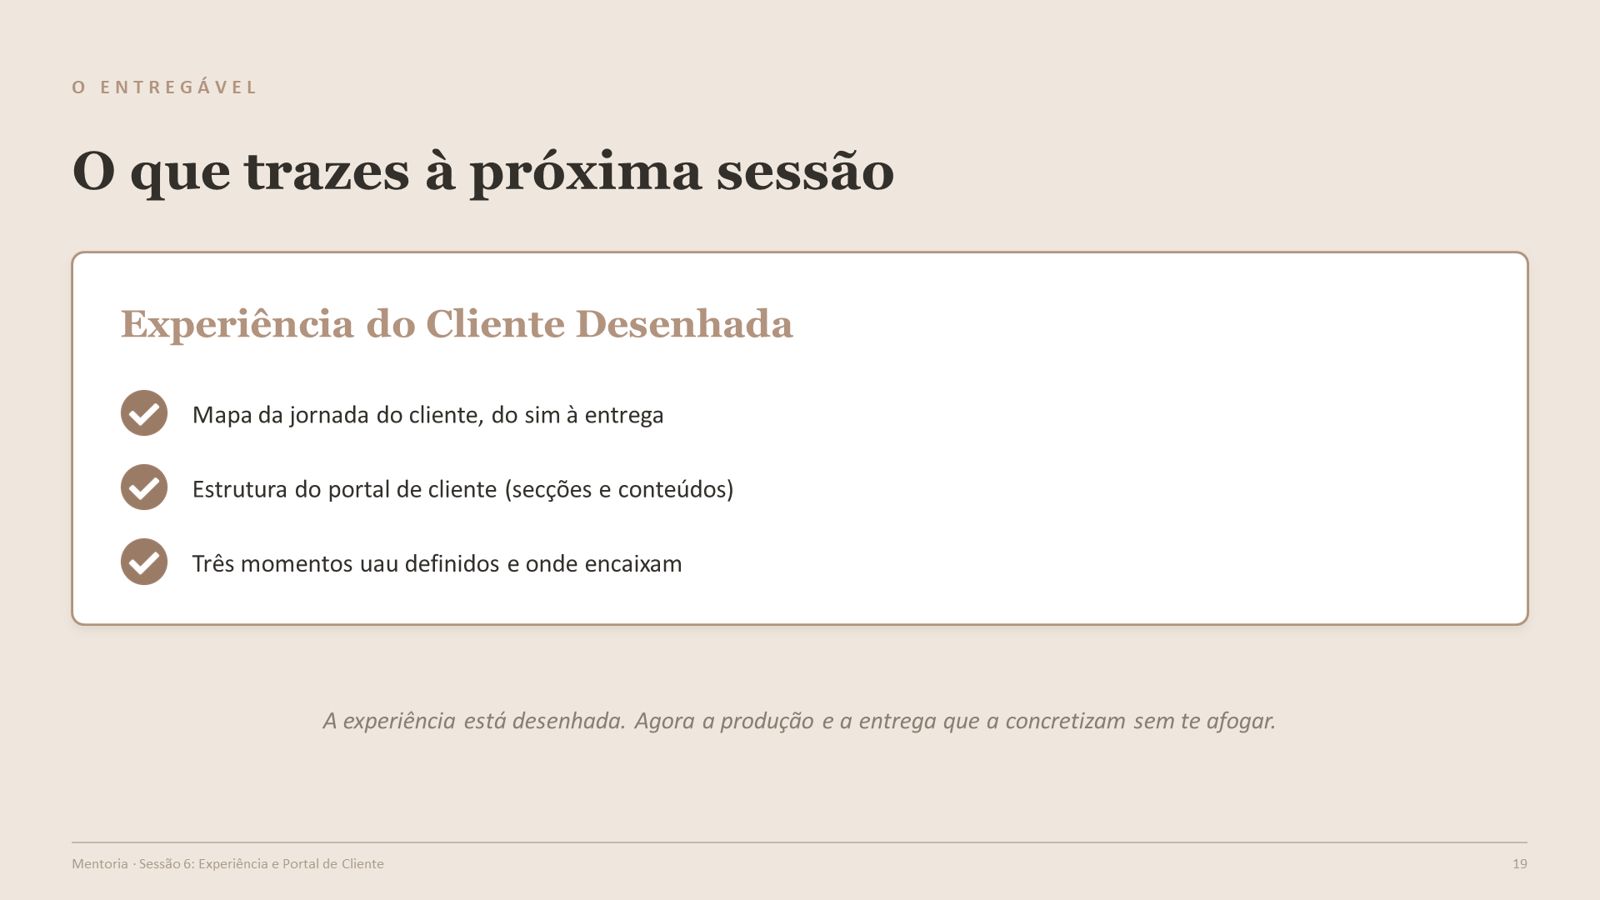 O ENTREGÁVEL
O que trazes à próxima sessão
Experiência do Cliente Desenhada
Mapa da jornada do cliente, do sim à entrega
Estrutura do portal de cliente (secções e conteúdos)
Três momentos uau definidos e onde encaixam
A experiência está desenhada. Agora a produção e a entrega que a concretizam sem te afogar.
Mentoria · Sessão 6: Experiência e Portal de Cliente
19